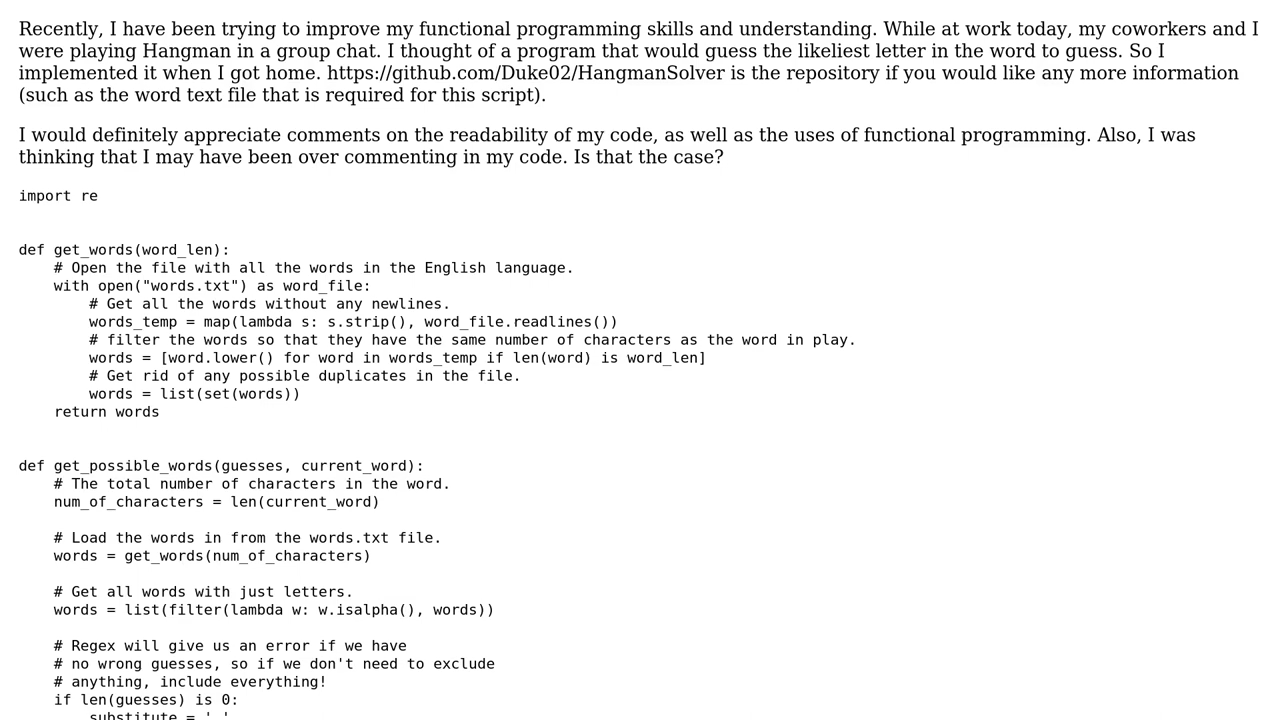 Recently, I have been trying to improve my functional programming skills and understanding. While at work today, my coworkers and I
were playing Hangman in a group chat. I thought of a program that would guess the likeliest letter in the word to guess. So I
implemented it when I got home. https://github.com/Duke02/HangmanSolver is the repository if you would like any more information
(such as the word text file that is required for this script).
I would definitely appreciate comments on the readability of my code, as well as the uses of functional programming. Also, I was
thinking that I may have been over commenting in my code. Is that the case?
import re
def get_words(word_len):
    # Open the file with all the words in the English language.
    with open("words.txt") as word_file:
        # Get all the words without any newlines.
        words_temp = map(lambda s: s.strip(), word_file.readlines())
        # filter the words so that they have the same number of characters as the word in play.
        words = [word.lower() for word in words_temp if len(word) is word_len]
        # Get rid of any possible duplicates in the file.
        words = list(set(words))
    return words
def get_possible_words(guesses, current_word):
    # The total number of characters in the word.
    num_of_characters = len(current_word)
    # Load the words in from the words.txt file.
    words = get_words(num_of_characters)
    # Get all words with just letters.
    words = list(filter(lambda w: w.isalpha(), words))
    # Regex will give us an error if we have
    # no wrong guesses, so if we don't need to exclude
    # anything, include everything!
    if len(guesses) is 0:
        substitute = '